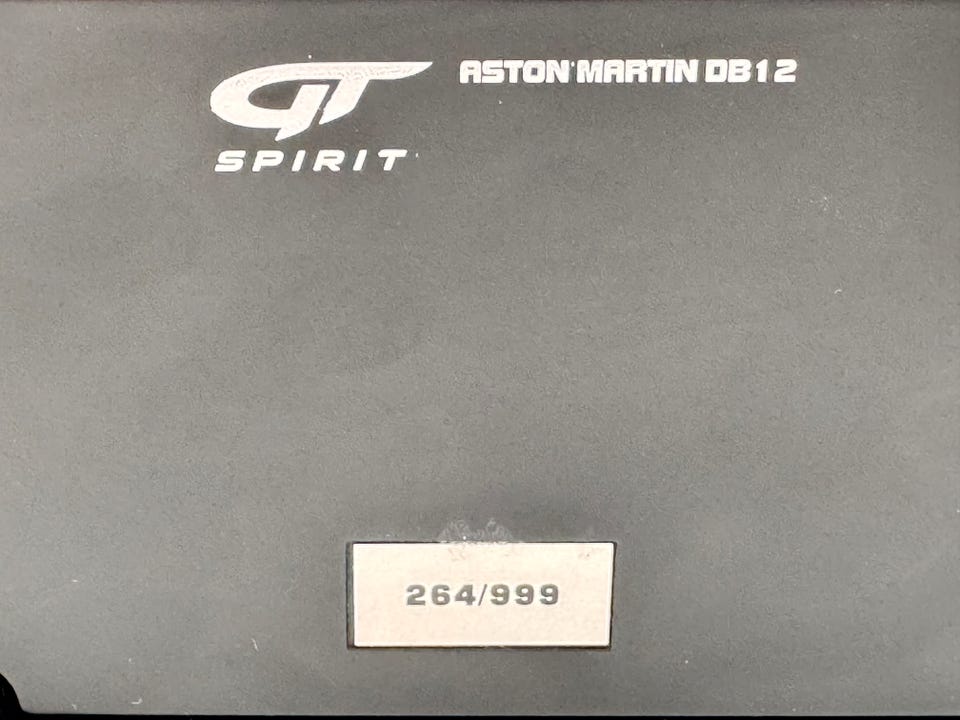 GT
SPIRIT
ASTON MARTIN DB12
264/999